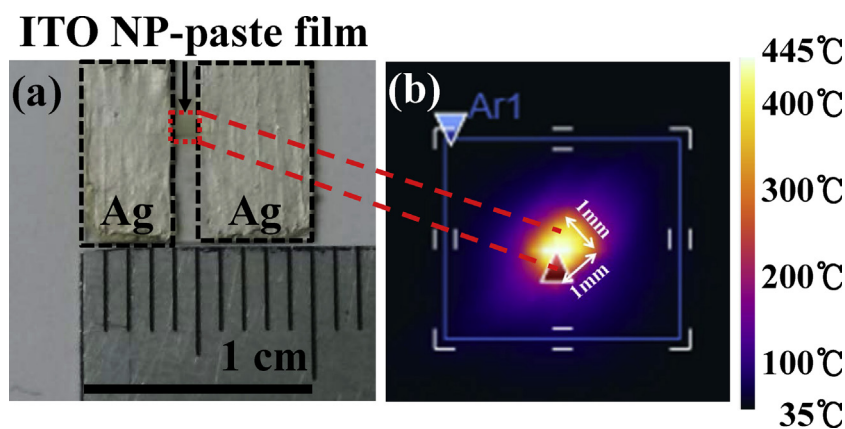 ITO NP-paste film
(a)
Ag
Ag
1 cm
(b)
Ar1
1mm
1mm
445℃
400℃
300℃
200℃
100℃
35℃